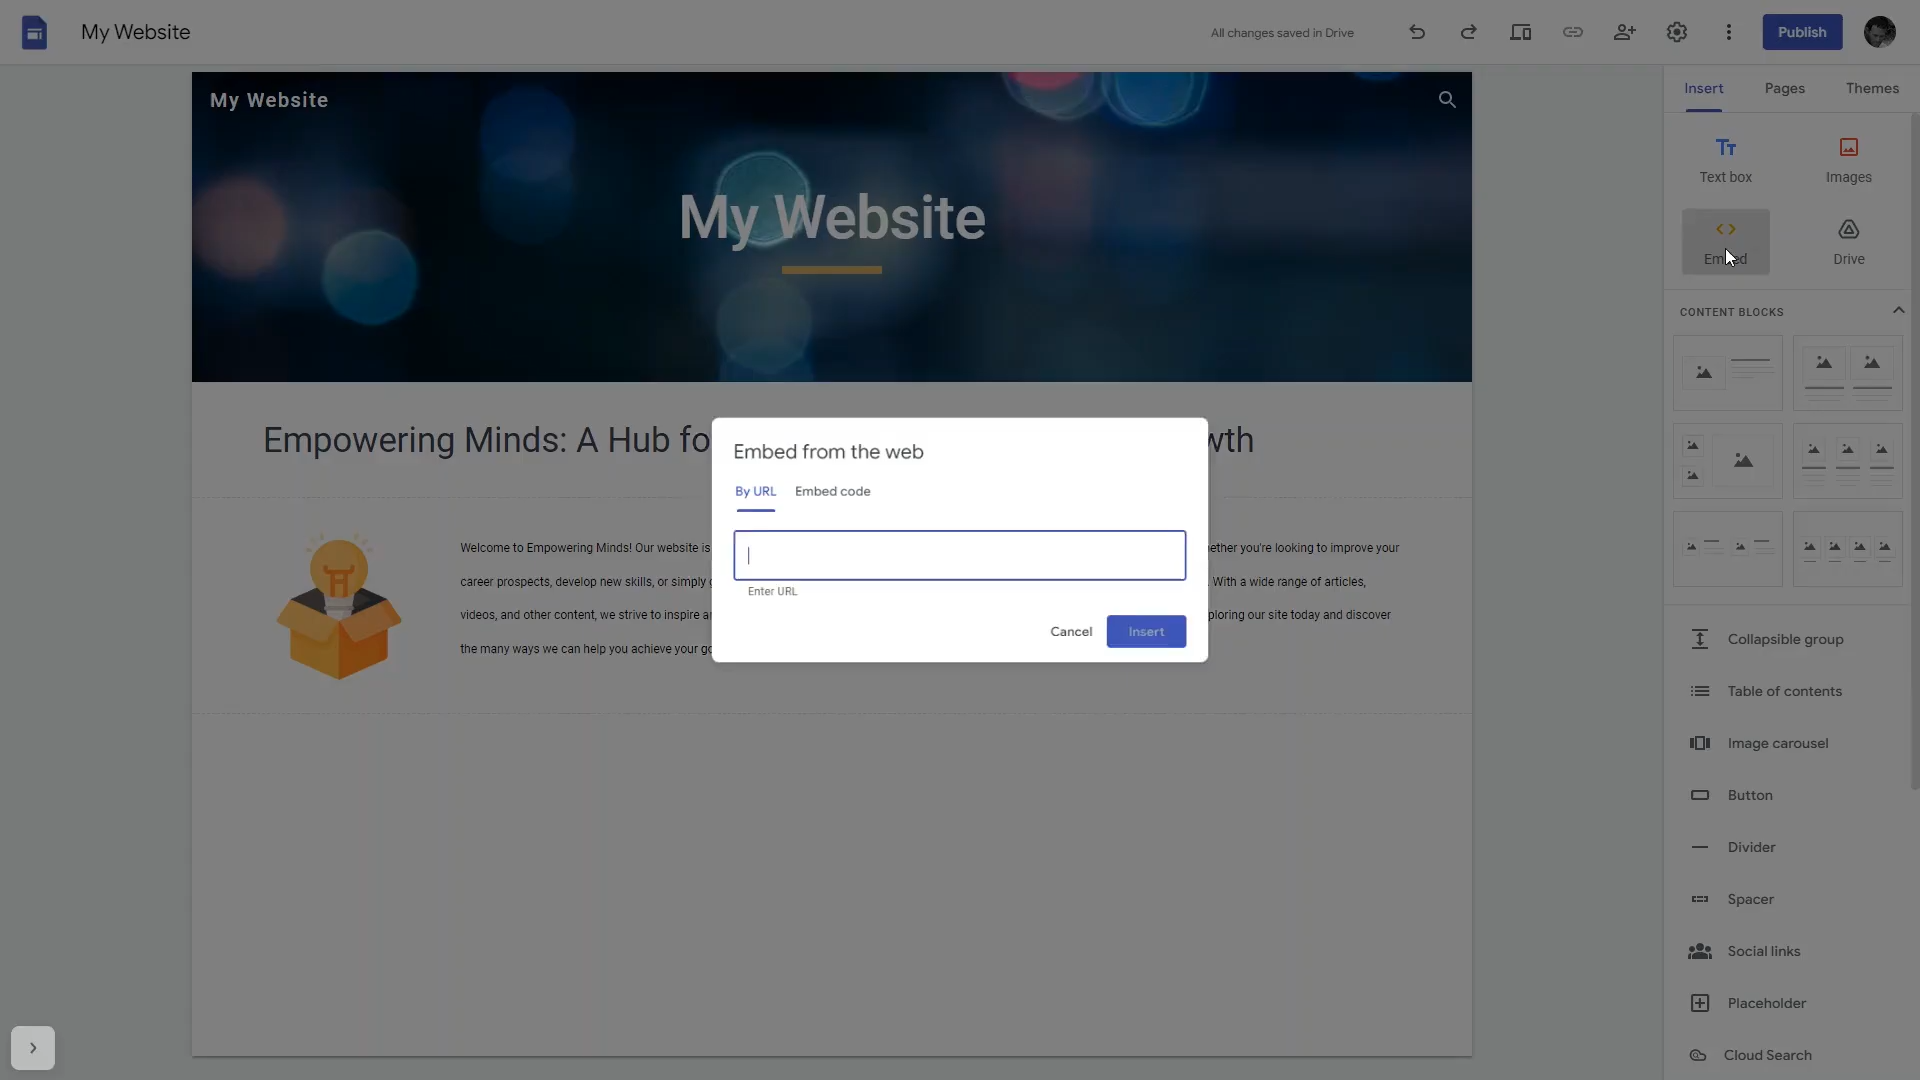 My Website
All changes saved in Drive
Publish
My Website
My Website
Empowering Minds: A Hub fo
wth
Welcome to Empowering Minds! Our website is
ether you're looking to improve your
career prospects, develop new skills, or simply
With a wide range of articles,
videos, and other content, we strive to inspire
ploring our site today and discover
the many ways we can help you achieve your
Embed from the web
By URL Embed code
Enter URL
Cancel Insert
Insert Pages Themes
Text box Images
Embed Drive
CONTENT BLOCKS
Collapsible group
Table of contents
Image carousel
Button
Divider
Spacer
Social links
Placeholder
Cloud Search